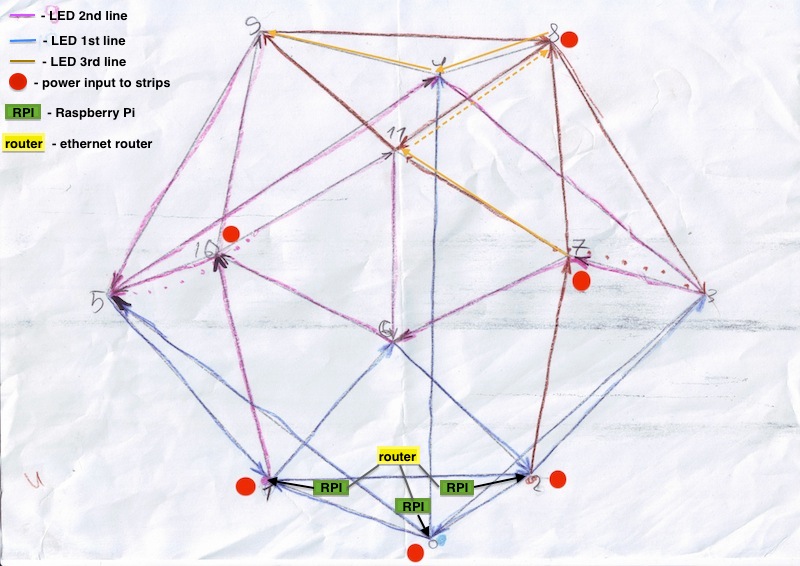 - LED 2nd line
- LED 1st line
- LED 3rd line
- power input to strips
RPI - Raspberry Pi
router - ethernet router
9
8
4
11
10
7
5
3
6
router
1
RPI
RPI
2
RPI
0